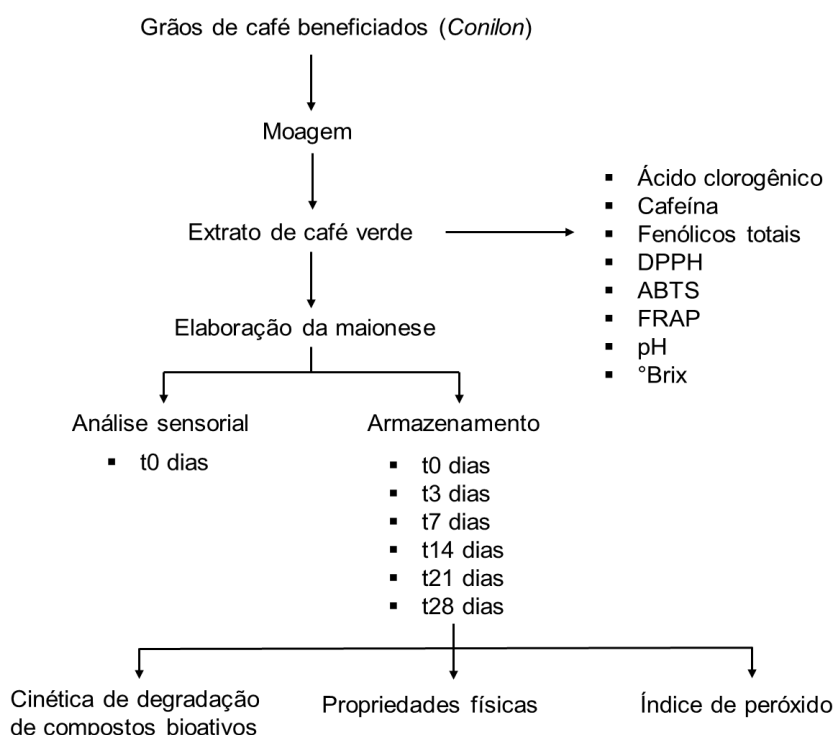 Grãos de café beneficiados (Conilon)
Moagem
Extrato de café verde
▪ Ácido clorogênico
▪ Cafeína
▪ Fenólicos totais
▪ DPPH
▪ ABTS
▪ FRAP
▪ pH
▪ °Brix
Elaboração da maionese
Análise sensorial
▪ t0 dias
Armazenamento
▪ t0 dias
▪ t3 dias
▪ t7 dias
▪ t14 dias
▪ t21 dias
▪ t28 dias
Cinética de degradação
de compostos bioativos
Propriedades físicas
Índice de peróxido